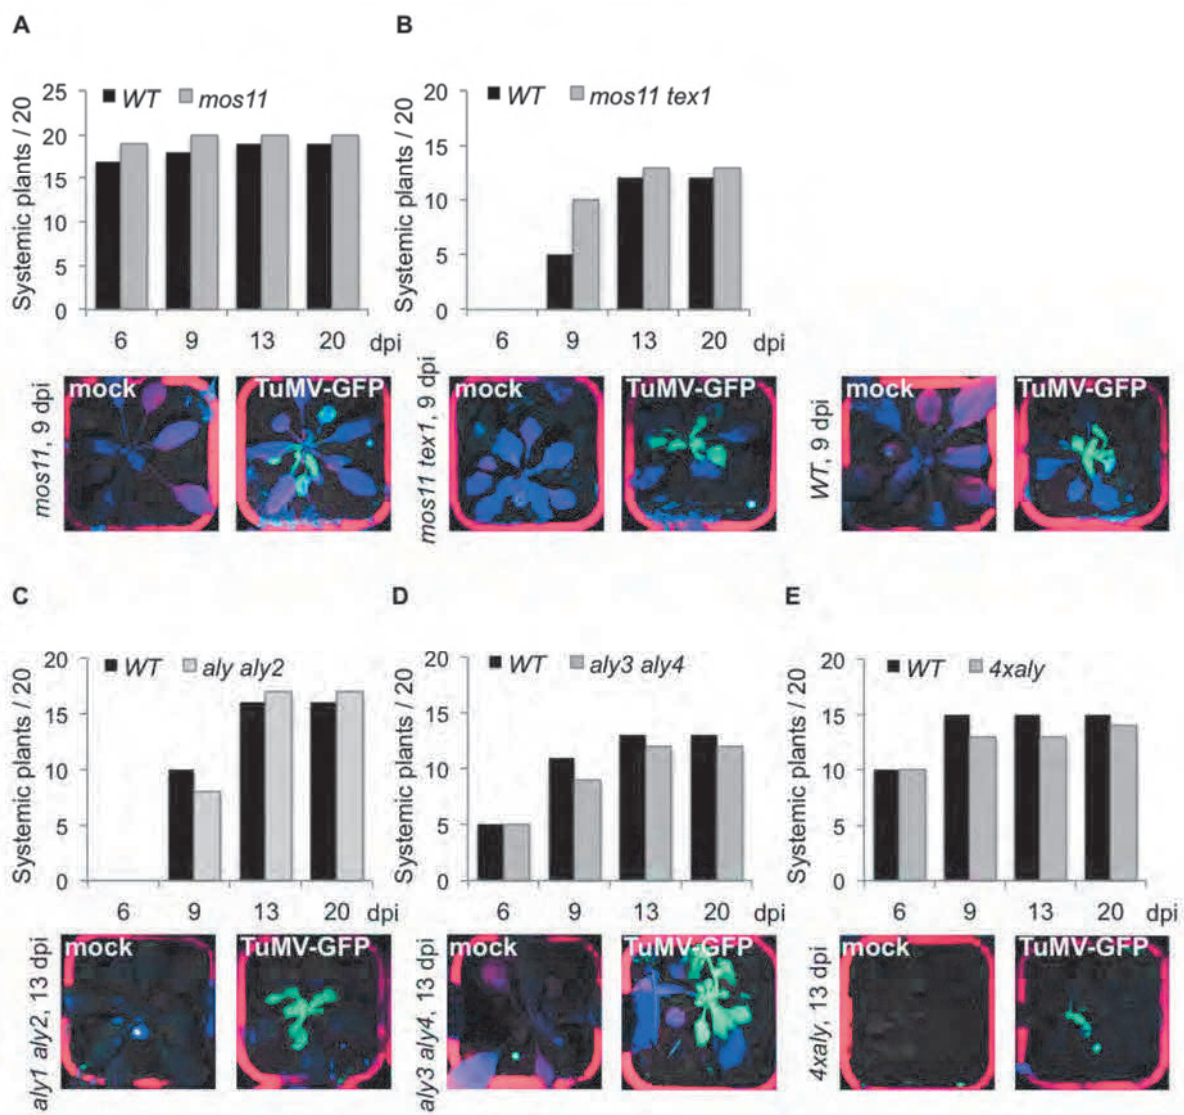 A
B
25
20
15
10
5
0
Systemic plants / 20
WT mos11
6 9 13 20 dpi
20
15
10
5
0
Systemic plants / 20
WT mos11 tex1
6 9 13 20 dpi
mos11, 9 dpi
mock
TuMV-GFP
mos11 tex1, 9 dpi
mock
TuMV-GFP
WT, 9 dpi
mock
TuMV-GFP
C
D
E
20
15
10
5
0
Systemic plants / 20
WT aly aly2
6 9 13 20 dpi
20
15
10
5
0
Systemic plants / 20
WT aly3 aly4
6 9 13 20 dpi
20
15
10
5
0
Systemic plants / 20
WT 4xaly
6 9 13 20 dpi
aly1 aly2, 13 dpi
mock
TuMV-GFP
aly3 aly4, 13 dpi
mock
TuMV-GFP
4xaly, 13 dpi
mock
TuMV-GFP